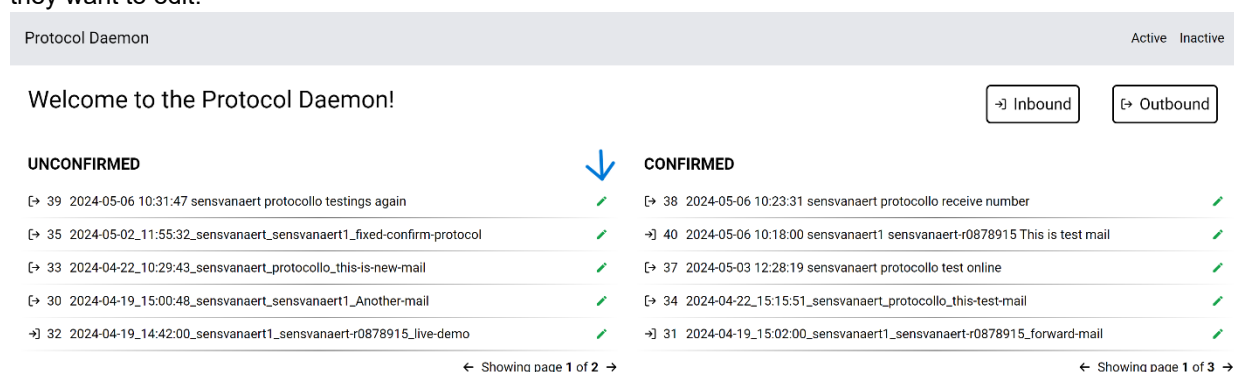 they want to edit.
Protocol Daemon Active Inactive
Welcome to the Protocol Daemon! Inbound Outbound
UNCONFIRMED
39 2024-05-06 10:31:47 sensvanaert protocollo testings again
35 2024-05-02_11:55:32_sensvanaert_sensvanaert1_fixed-confirm-protocol
33 2024-04-22_10:29:43_sensvanaert_protocollo_this-is-new-mail
30 2024-04-19_15:00:48_sensvanaert_sensvanaert1_Another-mail
32 2024-04-19_14:42:00_sensvanaert1_sensvanaert-r0878915_live-demo
← Showing page 1 of 2 →
CONFIRMED
38 2024-05-06 10:23:31 sensvanaert protocollo receive number
40 2024-05-06 10:18:00 sensvanaert1 sensvanaert-r0878915 This is test mail
37 2024-05-03 12:28:19 sensvanaert protocollo test online
34 2024-04-22_15:15:51_sensvanaert_protocollo_this-test-mail
31 2024-04-19_15:02:00_sensvanaert1_sensvanaert-r0878915_forward-mail
← Showing page 1 of 3 →